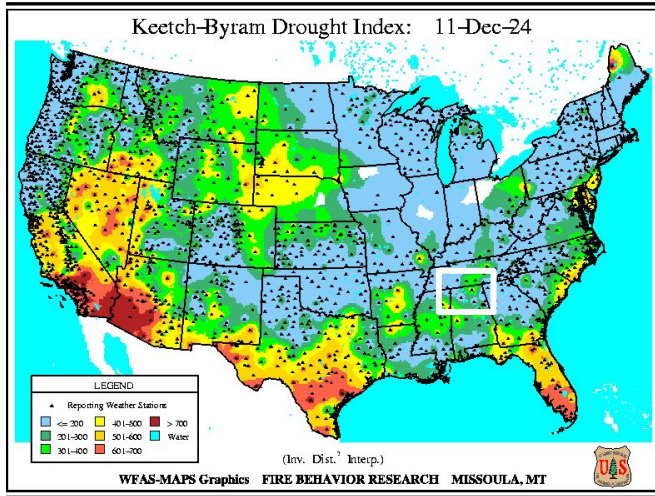 Keetch-Byram Drought Index: 11-Dec-24
LEGEND
Reporting Weather Stations
<= 200 401-500 > 700
201-300 501-600 Water
301-400 601-700
(Inv. Dist.² Interp.)
WFAS-MAPS Graphics FIRE BEHAVIOR RESEARCH MISSOULA, MT
U S